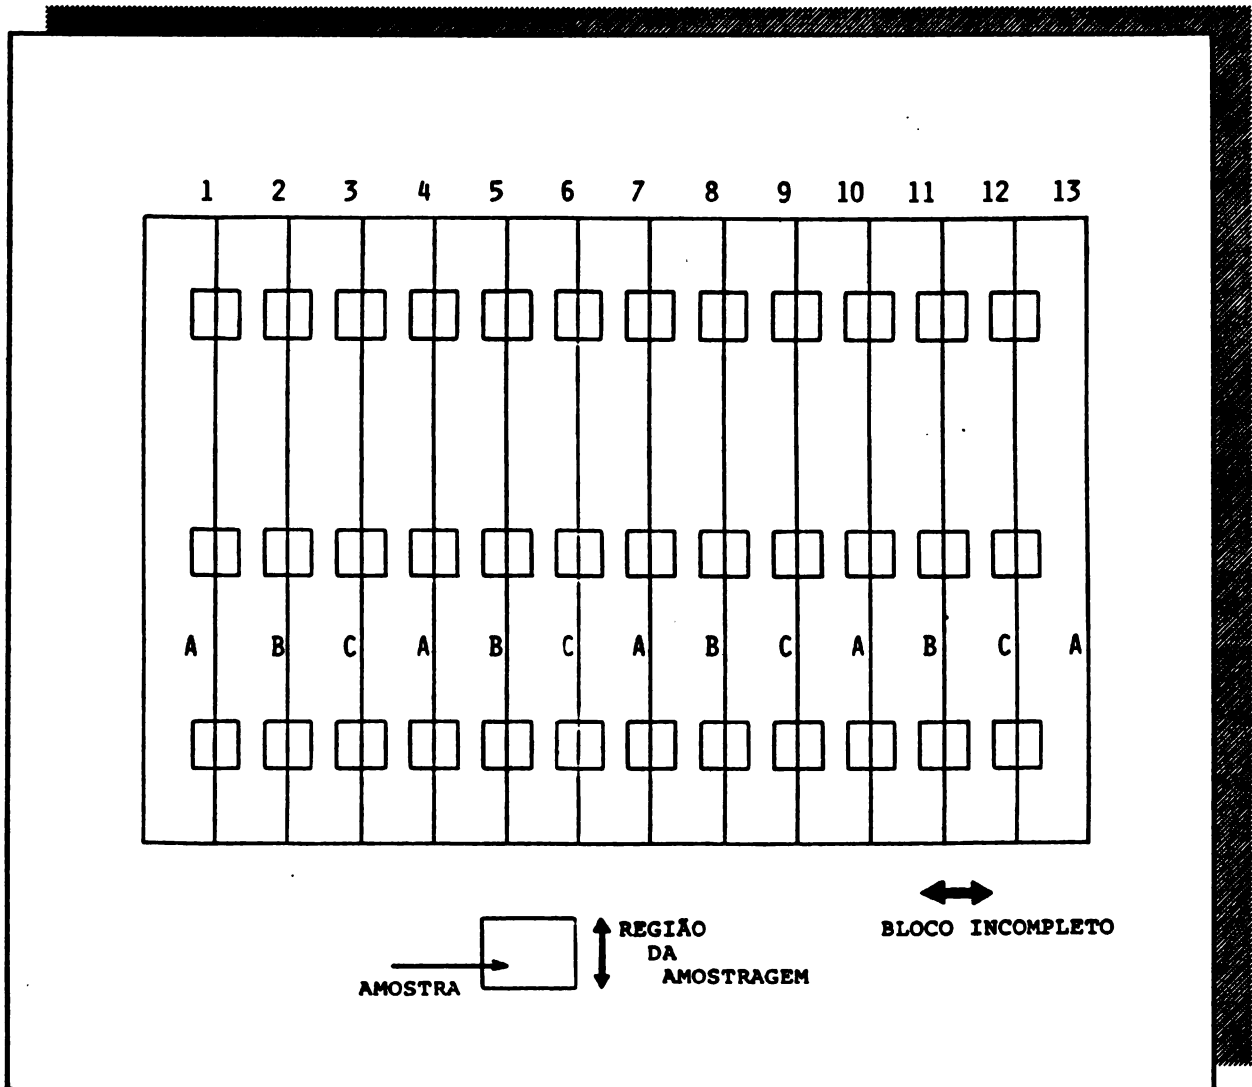 1 2 3 4 5 6 7 8 9 10 11 12 13
A B C A B C A B C A B C A
BLOCO INCOMPLETO
REGIÃO
DA
AMOSTRAGEM
AMOSTRA